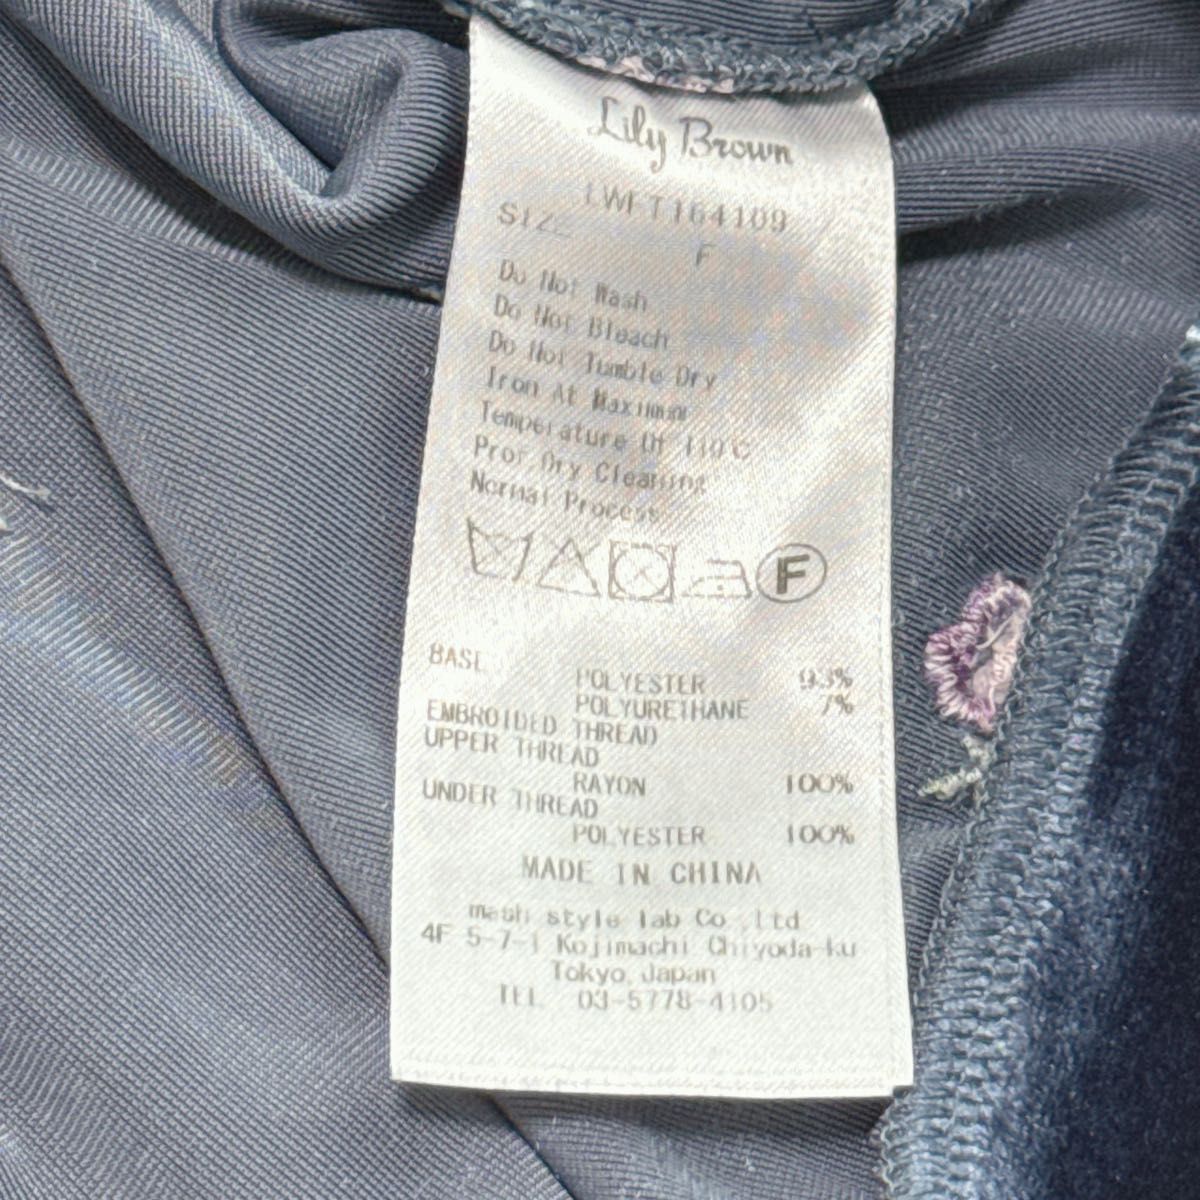 Lily Brown
LWFT164109
SIZE
F
Do Not Wash
Do Not Bleach
Do Not Tumble Dry
Iron At Maximum
Temperature Of 110℃
Prof Dry Cleaning
Normal Process
F
BASE
POLYESTER 93%
POLYURETHANE 7%
EMBROIDED THREAD
UPPER THREAD
RAYON 100%
UNDER THREAD
POLYESTER 100%
MADE IN CHINA
mash style lab Co.,Ltd
4F 5-7-1 Kojimachi Chiyoda-ku
Tokyo,Japan
TEL 03-5778-4105